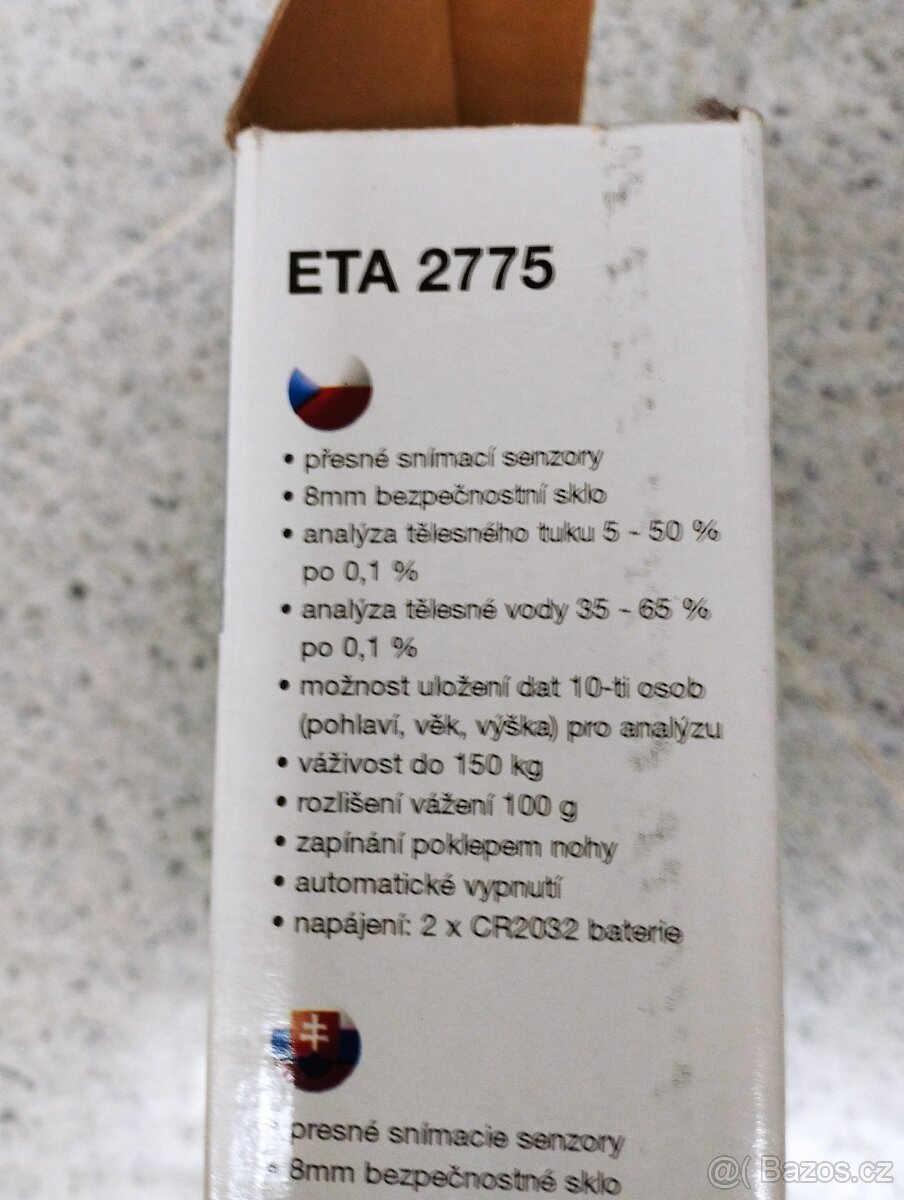 ETA 2775
• přesné snímací senzory
• 8mm bezpečnostní sklo
• analýza tělesného tuku 5 - 50 %
po 0,1 %
• analýza tělesné vody 35 - 65 %
po 0,1 %
• možnost uložení dat 10-ti osob
(pohlaví, věk, výška) pro analýzu
• váživost do 150 kg
• rozlišení vážení 100 g
• zapínání poklepem nohy
• automatické vypnutí
• napájení: 2 x CR2032 baterie
presné snímacie senzory
• 8mm bezpečnostné sklo
@( Bazos.cz